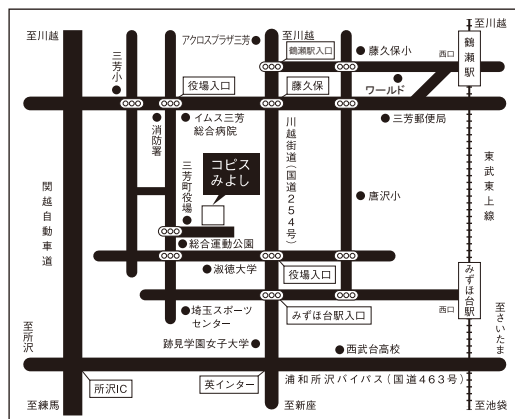 至川越
アクロスプラザ三芳
至川越
至川越
鶴瀬駅入口
藤久保小
西口
鶴瀬駅
三芳小
役場入口
藤久保
ワールド
消防署
イムス三芳
総合病院
三芳郵便局
川越街道(国道254号)
コピス
みよし
三芳町役場
唐沢小
東武東上線
関越自動車道
総合運動公園
淑徳大学
役場入口
みずほ台駅
埼玉スポーツ
センター
みずほ台駅入口
西口
至所沢
跡見学園女子大学
西武台高校
至さいたま
所沢IC
英インター
浦和所沢バイパス(国道463号)
至練馬
至新座
至池袋